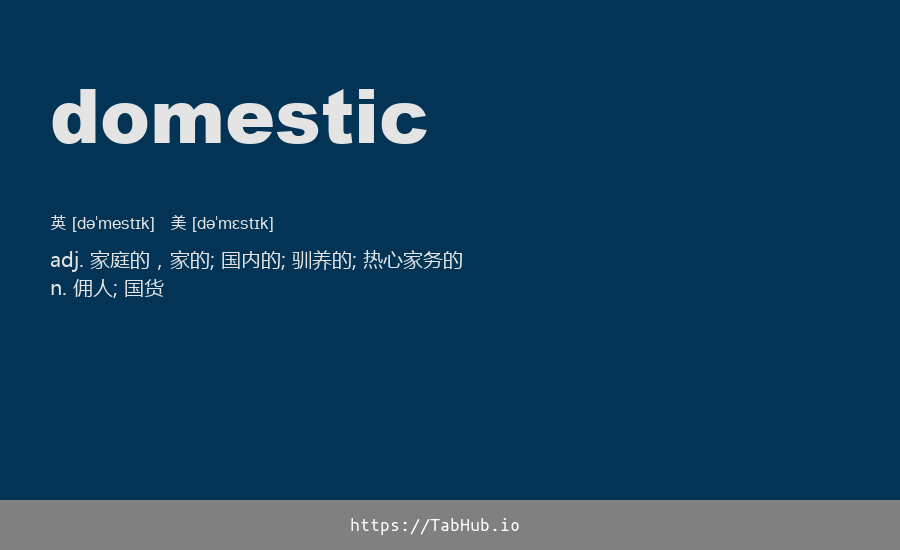 domestic
英 [dəˈmestɪk] 美 [dəˈmɛstɪk]
adj. 家庭的，家的; 国内的; 驯养的; 热心家务的
n. 佣人; 国货
https://TabHub.io